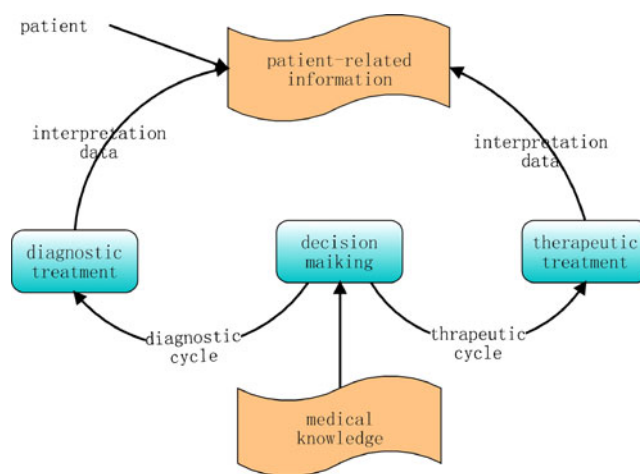 patient
patient-related
information
interpretation
data
interpretation
data
diagnostic
treatment
decision
maiking
therapeutic
treatment
diagnostic
cycle
thrapeutic
cycle
medical
knowledge